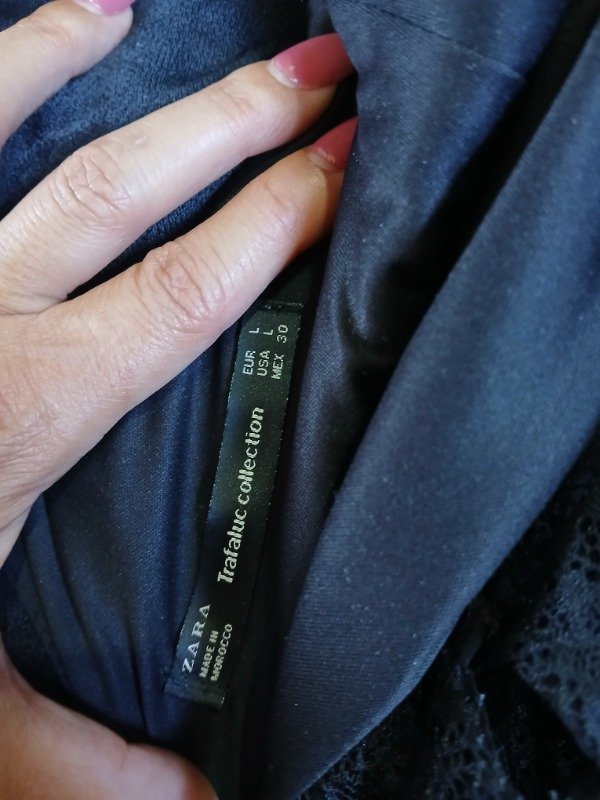 ZARA
MADE IN
MOROCCO
Trafaluc collection
EUR L
USA L
MEX 30